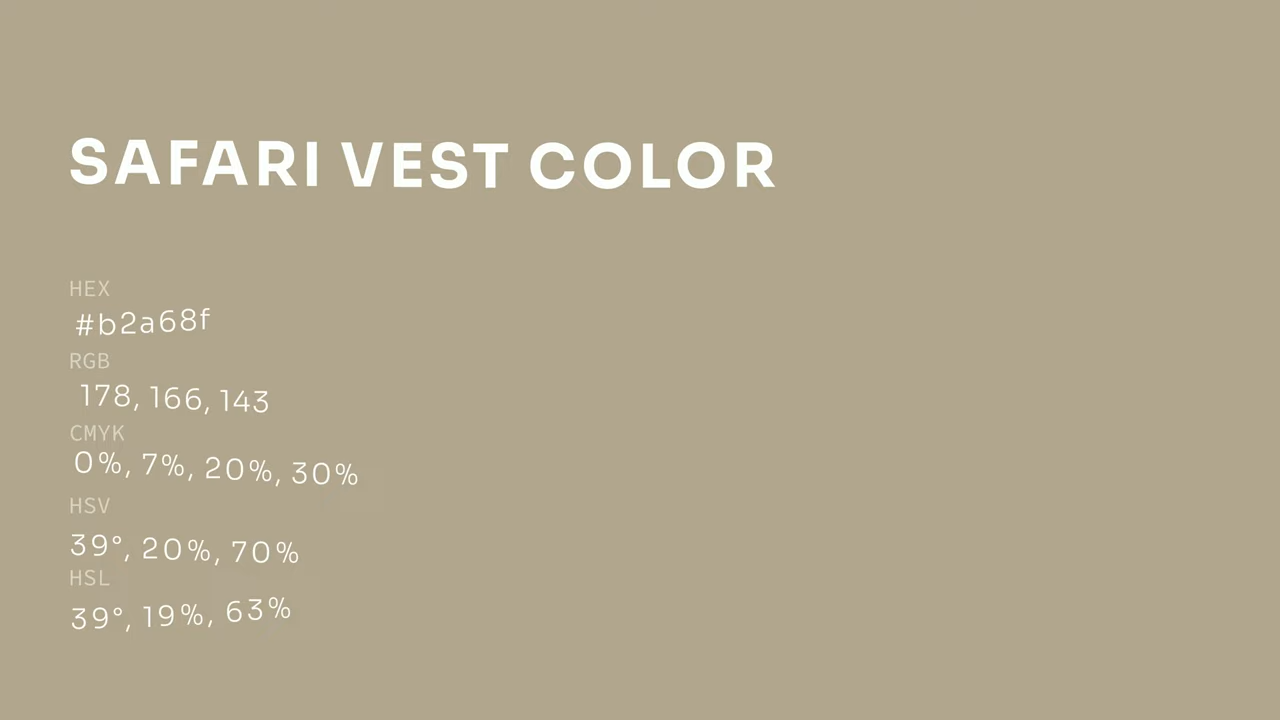 SAFARI VEST COLOR
HEX
#b2a68f
RGB
178, 166, 143
CMYK
0%, 7%, 20%, 30%
HSV
39°, 20%, 70%
HSL
39°, 19%, 63%